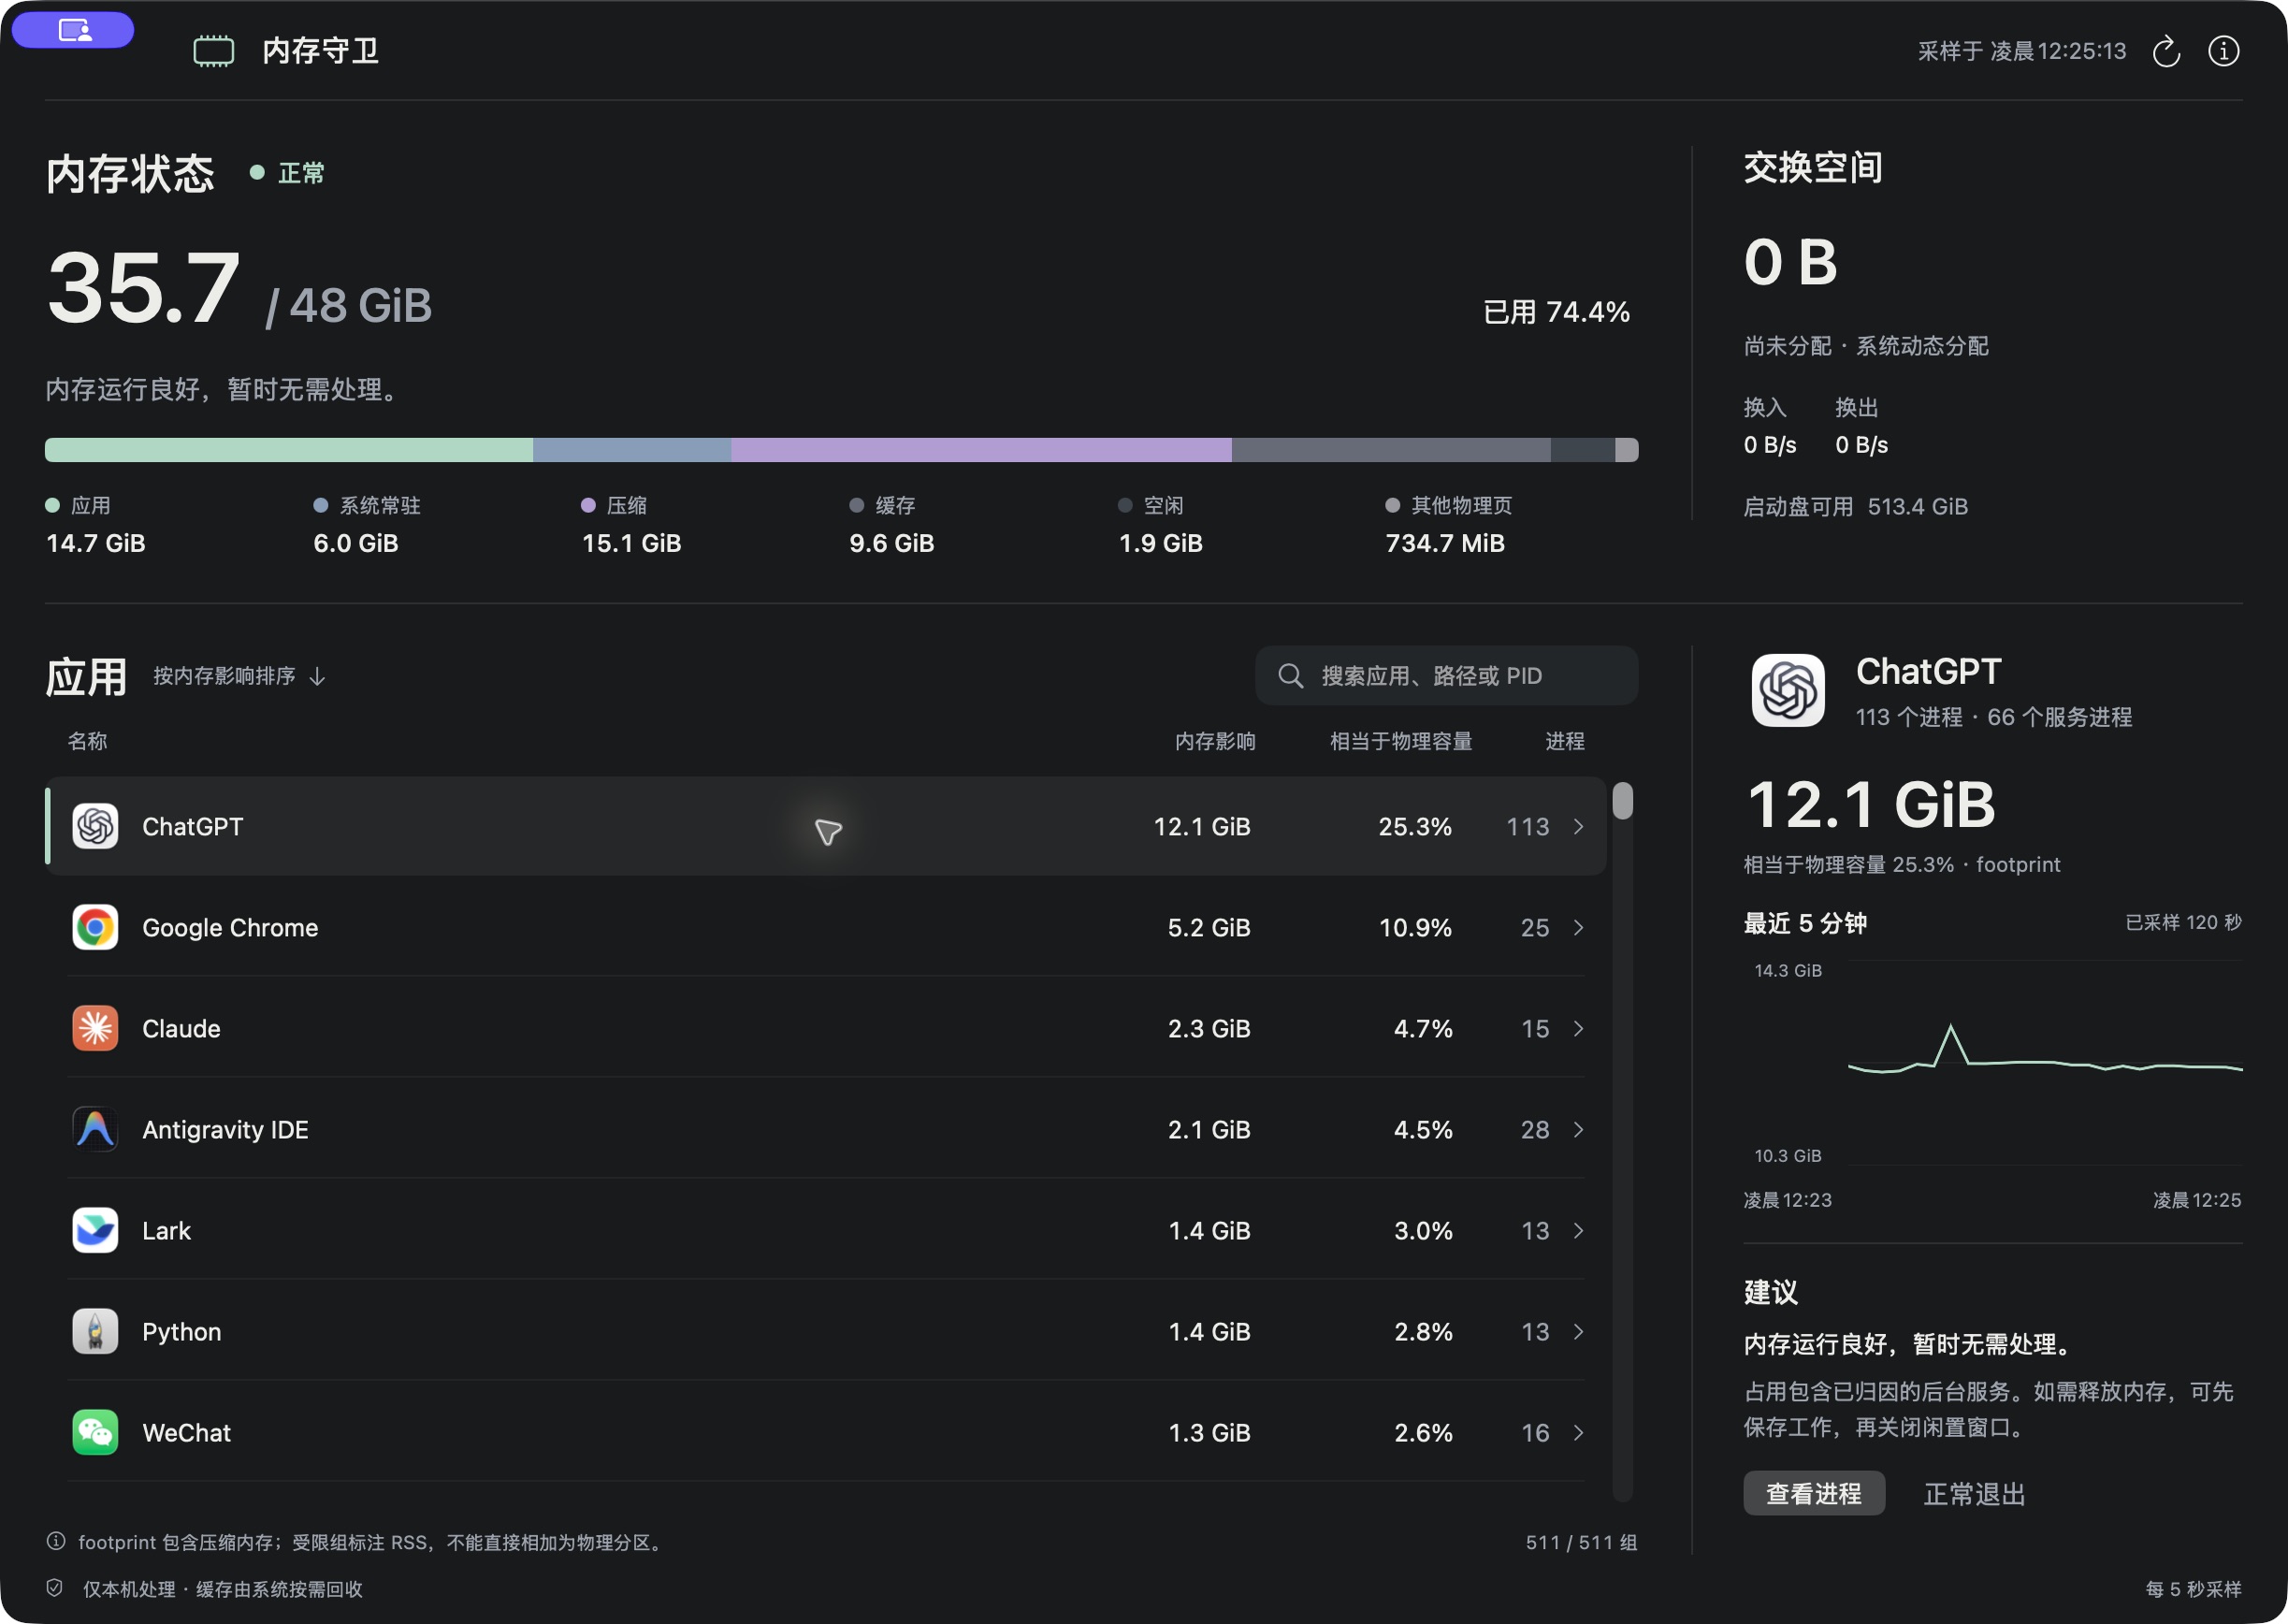 内存守卫
采样于 凌晨12:25:13
内存状态
正常
35.7 / 48 GiB
已用 74.4%
内存运行良好，暂时无需处理。
应用
14.7 GiB
系统常驻
6.0 GiB
压缩
15.1 GiB
缓存
9.6 GiB
空闲
1.9 GiB
其他物理页
734.7 MiB
交换空间
0 B
尚未分配 · 系统动态分配
换入 换出
0 B/s 0 B/s
启动盘可用 513.4 GiB
应用 按内存影响排序
搜索应用、路径或 PID
名称 内存影响 相当于物理容量 进程
ChatGPT 12.1 GiB 25.3% 113
Google Chrome 5.2 GiB 10.9% 25
Claude 2.3 GiB 4.7% 15
Antigravity IDE 2.1 GiB 4.5% 28
Lark 1.4 GiB 3.0% 13
Python 1.4 GiB 2.8% 13
WeChat 1.3 GiB 2.6% 16
footprint 包含压缩内存；受限组标注 RSS，不能直接相加为物理分区。
511 / 511 组
仅本机处理 · 缓存由系统按需回收
ChatGPT
113 个进程 · 66 个服务进程
12.1 GiB
相当于物理容量 25.3% · footprint
最近 5 分钟
已采样 120 秒
14.3 GiB
10.3 GiB
凌晨12:23 凌晨12:25
建议
内存运行良好，暂时无需处理。
占用包含已归因的后台服务。如需释放内存，可先
保存工作，再关闭闲置窗口。
查看进程 正常退出
每 5 秒采样